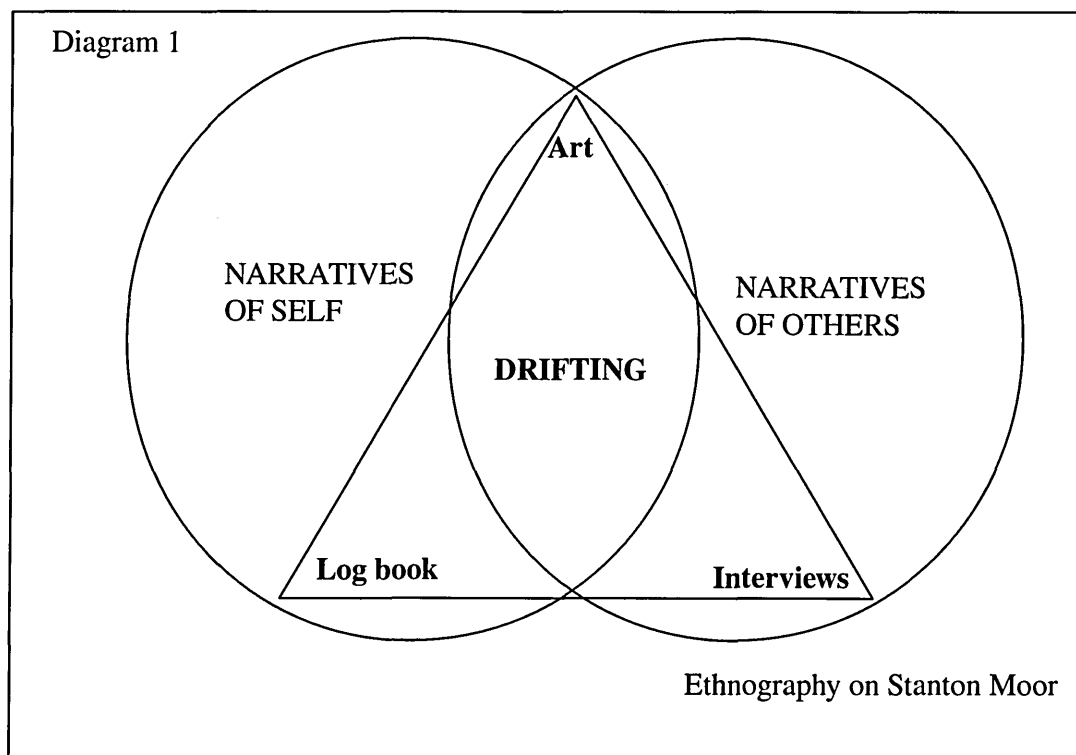 Diagram 1
Art
NARRATIVES
OF SELF
NARRATIVES
OF OTHERS
DRIFTING
Log book
Interviews
Ethnography on Stanton Moor